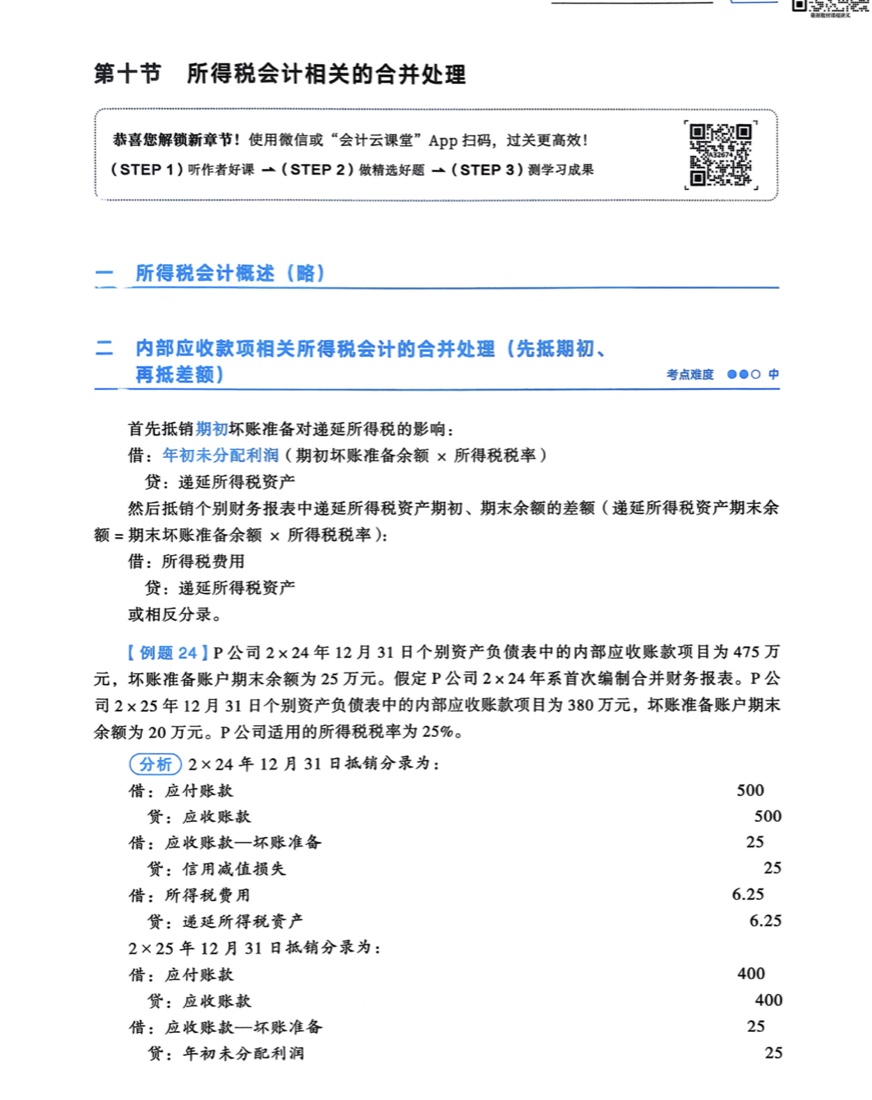 第十节 所得税会计相关的合并处理
恭喜您解锁新章节！使用微信或“会计云课堂”App 扫码，过关更高效！
（STEP 1）听作者好课 ⇀（STEP 2）做精选好题 ⇀（STEP 3）测学习成果
一 所得税会计概述（略）
二 内部应收款项相关所得税会计的合并处理（先抵期初、
再抵差额）
考点难度 ●●○ 中
首先抵销期初坏账准备对递延所得税的影响：
借：年初未分配利润（期初坏账准备余额 × 所得税税率）
贷：递延所得税资产
然后抵销个别财务报表中递延所得税资产期初、期末余额的差额（递延所得税资产期末余
额 = 期末坏账准备余额 × 所得税税率）：
借：所得税费用
贷：递延所得税资产
或相反分录。
【例题 24】P 公司 2×24 年 12 月 31 日个别资产负债表中的内部应收账款项目为 475 万
元，坏账准备账户期末余额为 25 万元。假定 P 公司 2×24 年系首次编制合并财务报表。P 公
司 2×25 年 12 月 31 日个别资产负债表中的内部应收账款项目为 380 万元，坏账准备账户期末
余额为 20 万元。P 公司适用的所得税税率为 25%。
分析 2×24 年 12 月 31 日抵销分录为：
借：应付账款 500
贷：应收账款 500
借：应收账款—坏账准备 25
贷：信用减值损失 25
借：所得税费用 6.25
贷：递延所得税资产 6.25
2×25 年 12 月 31 日抵销分录为：
借：应付账款 400
贷：应收账款 400
借：应收账款—坏账准备 25
贷：年初未分配利润 25